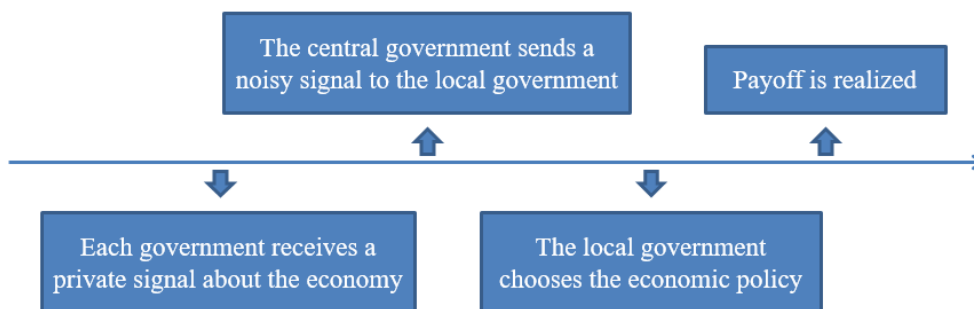 The central government sends a
noisy signal to the local government
Payoff is realized
Each government receives a
private signal about the economy
The local government
chooses the economic policy